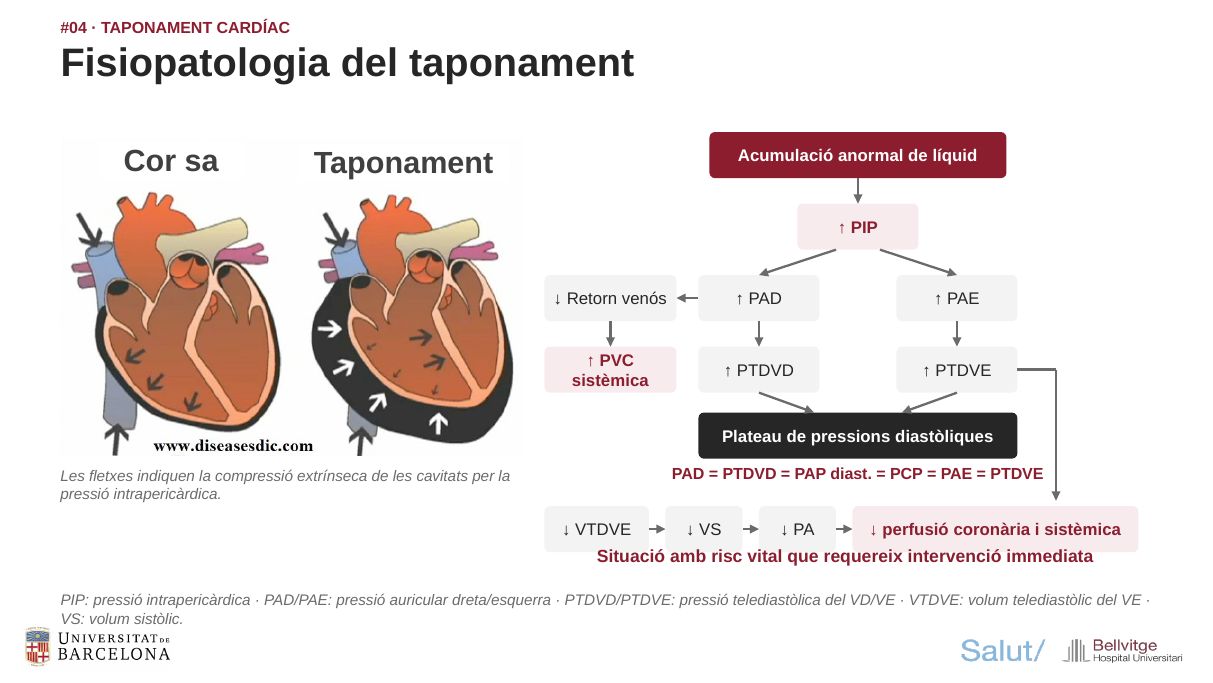 #04 · TAPONAMENT CARDÍAC
Fisiopatologia del taponament
Cor sa
Taponament
www.diseasesdic.com
Les fletxes indiquen la compressió extrínseca de les cavitats per la
pressió intrapericàrdica.
Acumulació anormal de líquid
↑ PIP
↓ Retorn venós
↑ PAD
↑ PAE
↑ PVC
sistèmica
↑ PTDVD
↑ PTDVE
Plateau de pressions diastòliques
PAD = PTDVD = PAP diast. = PCP = PAE = PTDVE
↓ VTDVE
↓ VS
↓ PA
↓ perfusió coronària i sistèmica
Situació amb risc vital que requereix intervenció immediata
PIP: pressió intrapericàrdica · PAD/PAE: pressió auricular dreta/esquerra · PTDVD/PTDVE: pressió telediastòlica del VD/VE · VTDVE: volum telediastòlic del VE ·
VS: volum sistòlic.
UNIVERSITAT DE
BARCELONA
Salut/
Bellvitge
Hospital Universitari